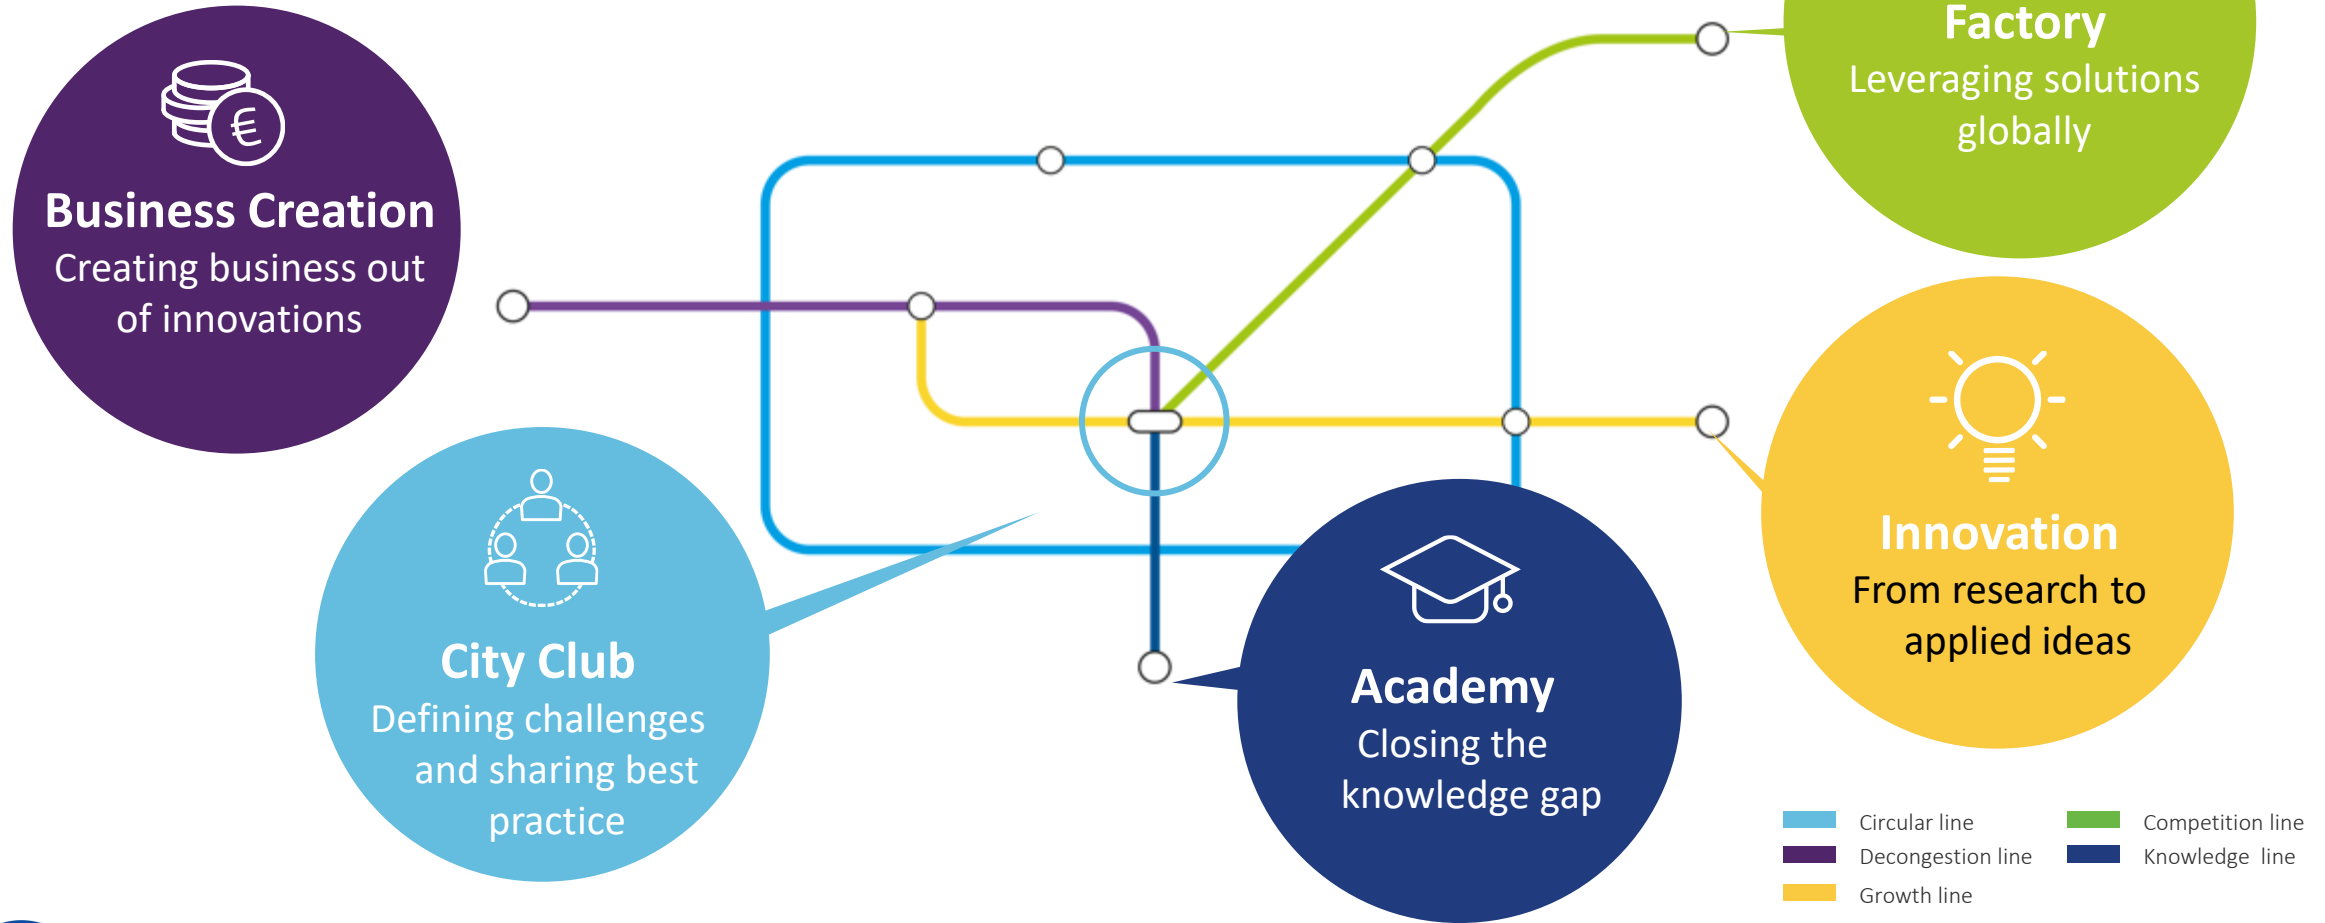 Factory
Leveraging solutions
globally
€
Business Creation
Creating business out
of innovations
Innovation
From research to
applied ideas
City Club
Defining challenges
and sharing best
practice
Academy
Closing the
knowledge gap
Circular line
Competition line
Decongestion line
Knowledge line
Growth line